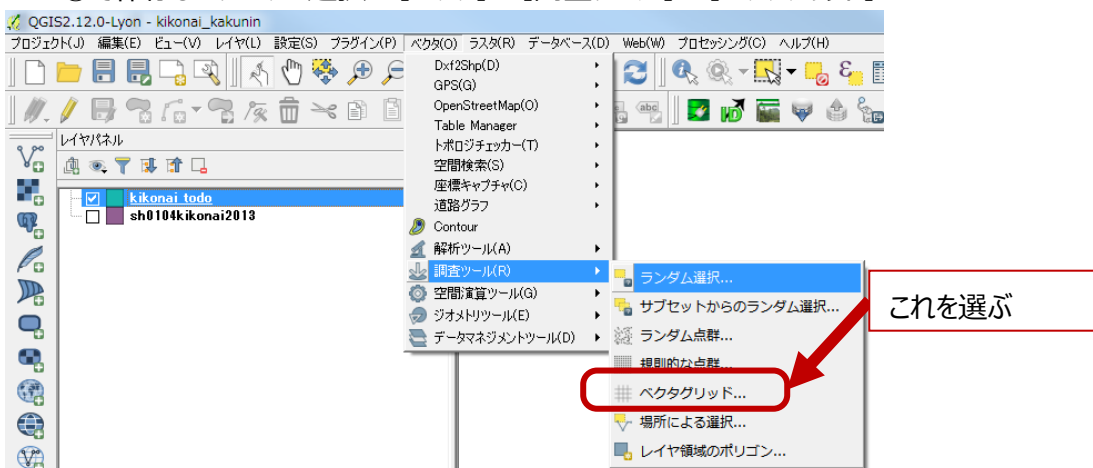 QGIS2.12.0-Lyon - kikonai_kakunin
プロジェクト(J) 編集(E) ビュー(V) レイヤ(L) 設定(S) プラグイン(P) ベクタ(O) ラスタ(R) データベース(D) Web(W) プロセッシング(C) ヘルプ(H)
Dxf2Shp(D)
GPS(G)
OpenStreetMap(O)
abc
Table Manager
レイヤパネル
トポロジチェッカー(T)
空間検索(S)
座標キャプチャ(C)
kikonai todo
道路グラフ
sh0104kikonai2013
Contour
解析ツール(A)
調査ツール(R)
ランダム選択...
空間演算ツール(G)
サブセットからのランダム選択...
これを選ぶ
ジオメトリツール(E)
データマネジメントツール(D)
ランダム点群...
規則的な点群...
ベクタグリッド...
場所による選択...
レイヤ領域のポリゴン...